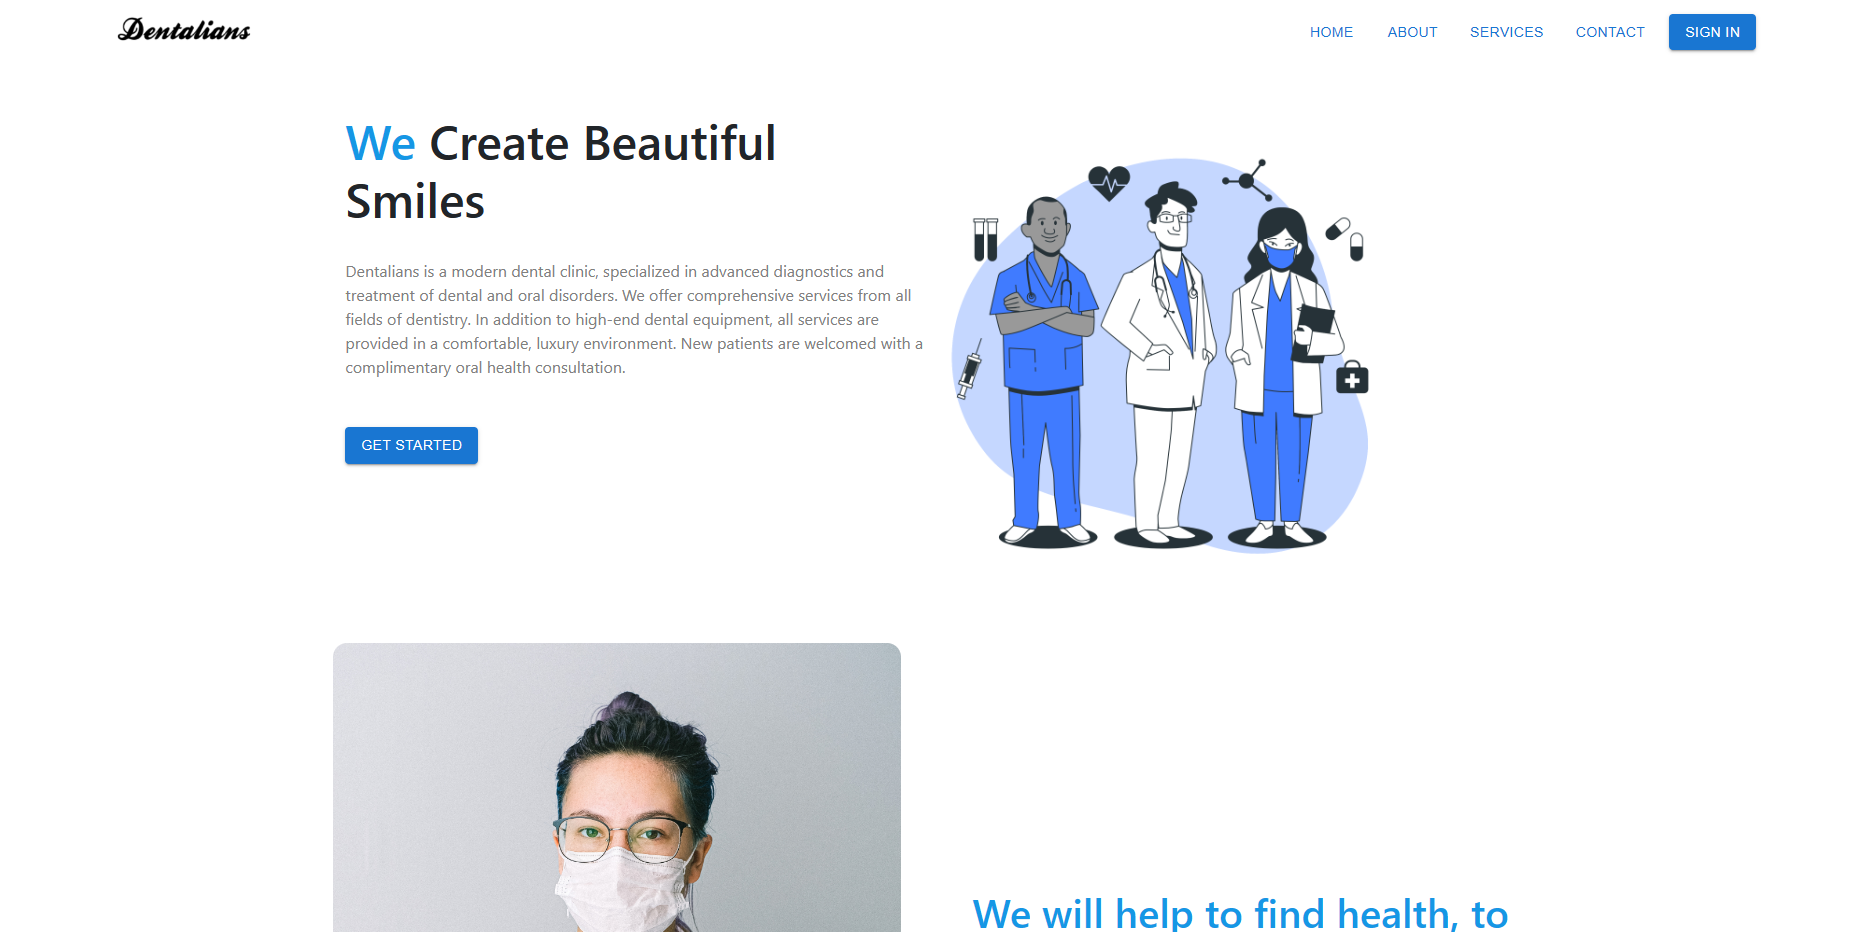 Dentalians
HOME
ABOUT
SERVICES
CONTACT
SIGN IN
We Create Beautiful
Smiles
Dentalians is a modern dental clinic, specialized in advanced diagnostics and
treatment of dental and oral disorders. We offer comprehensive services from all
fields of dentistry. In addition to high-end dental equipment, all services are
provided in a comfortable, luxury environment. New patients are welcomed with a
complimentary oral health consultation.
GET STARTED
We will help to find health, to